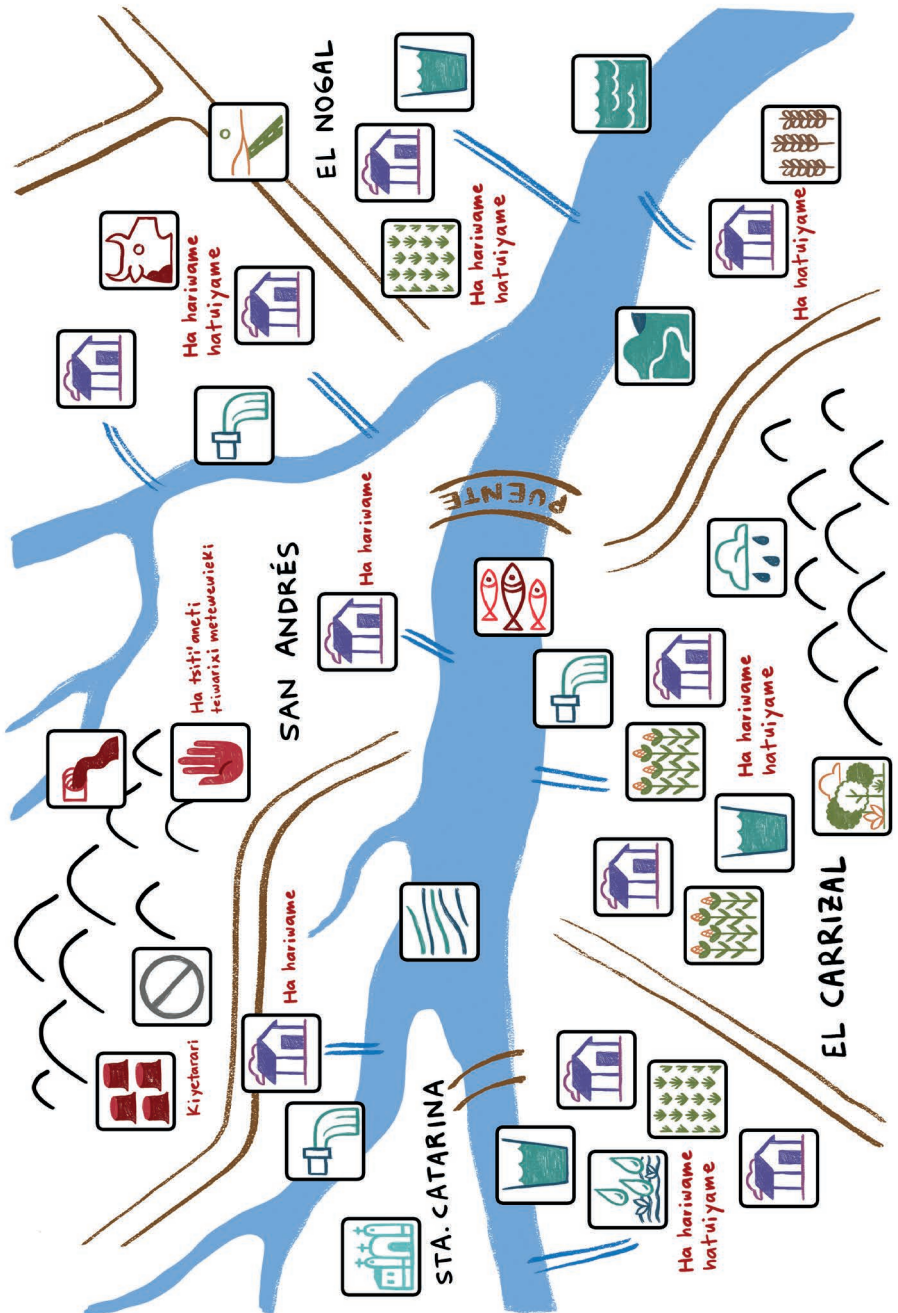 Kiyetarari
Ha tsiti'aneti
teiwarixi metewewieki
Ha hariwame
hatuiyame
Ha hariwame
SAN ANDRÉS
EL NOGAL
Ha hariwame
STA. CATARINA
PUENTE
Ha hariwame
hatuiyame
Ha hariwame
hatuiyame
Ha hariwame
hatuiyame
Ha hatuiyame
EL CARRIZAL